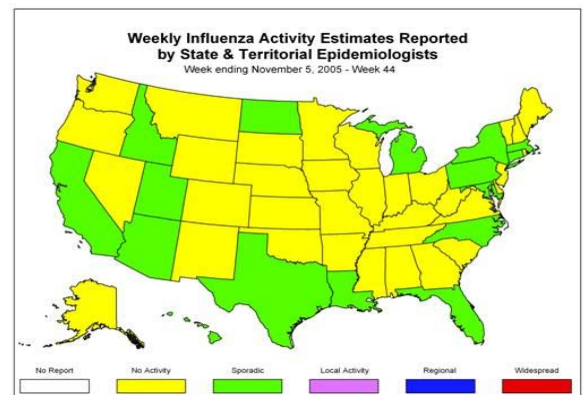 Weekly Influenza Activity Estimates Reported
by State & Territorial Epidemiologists
Week ending November 5, 2005 - Week 44
No Report
No Activity
Sporadic
Local Activity
Regional
Widespread